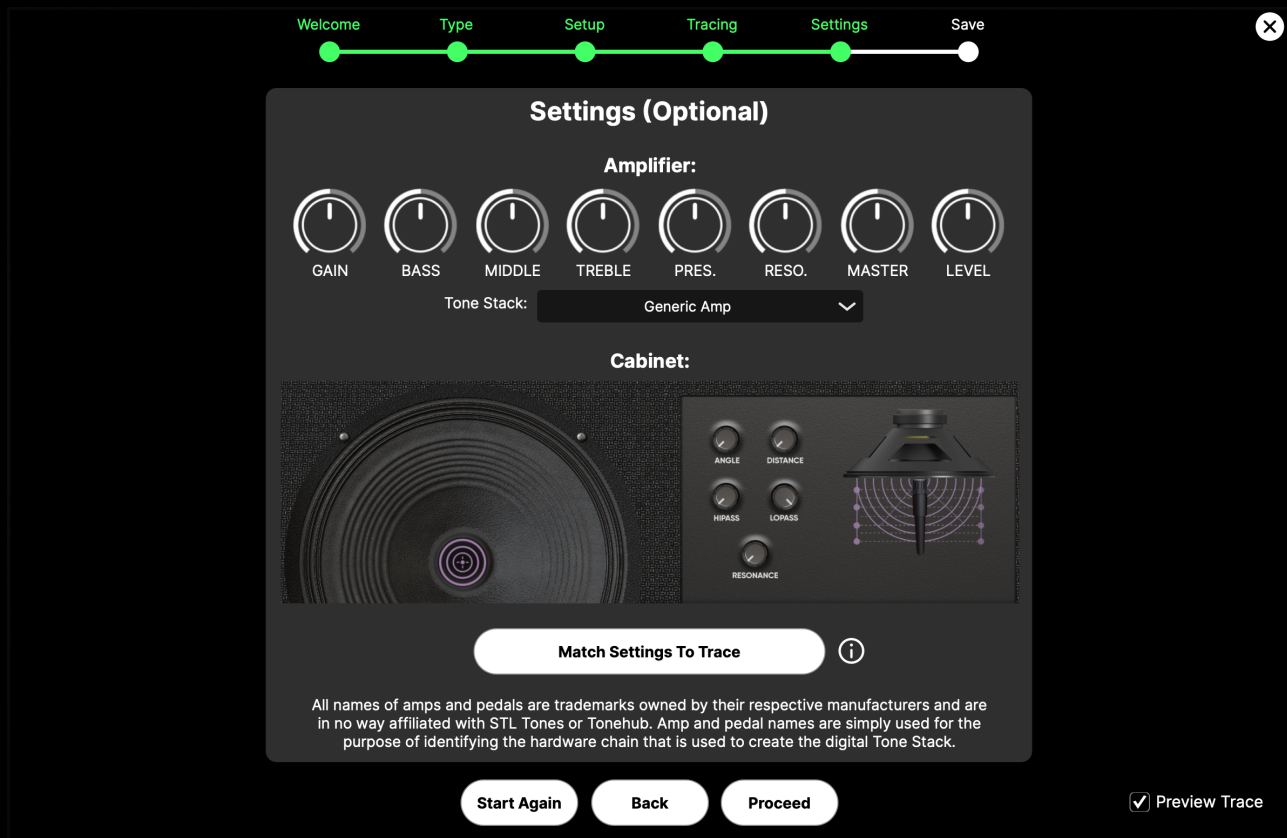 Welcome Type Setup Tracing Settings Save
Settings (Optional)
Amplifier:
GAIN BASS MIDDLE TREBLE PRES. RESO. MASTER LEVEL
Tone Stack: Generic Amp
Cabinet:
ANGLE DISTANCE
HIPASS LOPASS
RESONANCE
Match Settings To Trace
All names of amps and pedals are trademarks owned by their respective manufacturers and are
in no way affiliated with STL Tones or Tonehub. Amp and pedal names are simply used for the
purpose of identifying the hardware chain that is used to create the digital Tone Stack.
Start Again Back Proceed Preview Trace